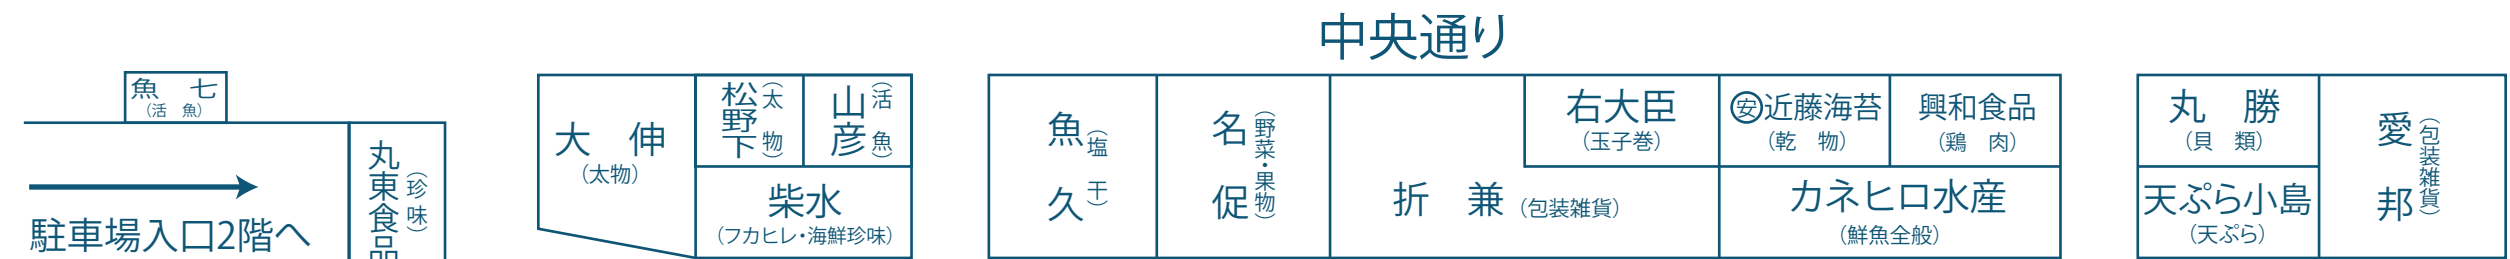 中央通り
魚　七
（活　魚）
駐車場入口2階へ
丸東食品
（珍味）
大　伸
（太物）
松野下
（太　物）
山彦
（活　魚）
柴水
（フカヒレ・海鮮珍味）
魚　久
（塩　干）
名　促
（野菜・果物）
折　兼（包装雑貨）
右大臣
（玉子巻）
㊁近藤海苔
（乾　物）
興和食品
（鶏　肉）
カネヒロ水産
（鮮魚全般）
丸　勝
（貝　類）
天ぷら小島
（天ぷら）
愛　邦
（包装雑貨）